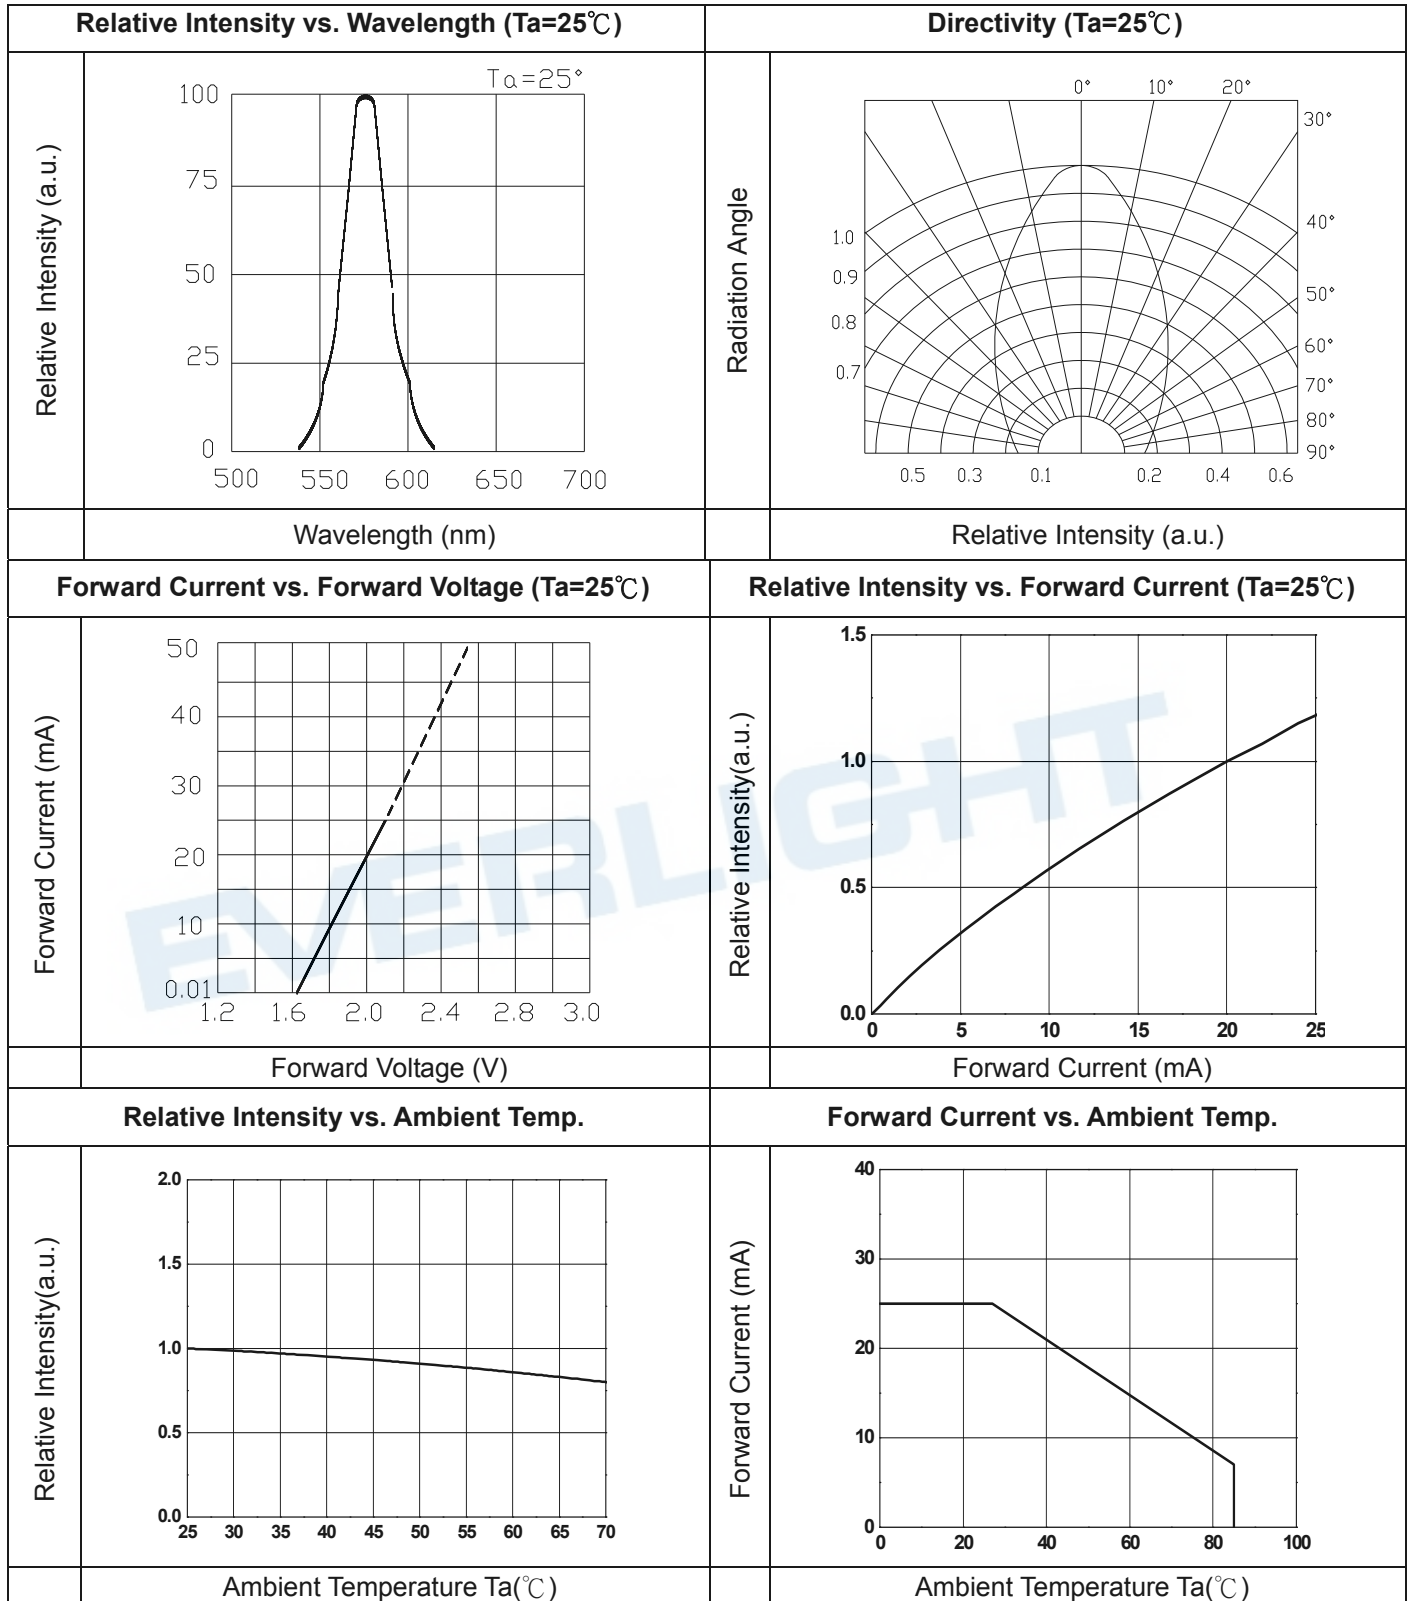 Relative Intensity vs. Wavelength (Ta=25℃)
Directivity (Ta=25℃)
Relative Intensity (a.u.)
Ta=25°
100
75
50
25
0
500 550 600 650 700
Wavelength (nm)
Radiation Angle
0° 10° 20°
30°
40°
50°
60°
70°
80°
90°
1.0
0.9
0.8
0.7
0.5 0.3 0.1 0.2 0.4 0.6
Relative Intensity (a.u.)
Forward Current vs. Forward Voltage (Ta=25℃)
Relative Intensity vs. Forward Current (Ta=25℃)
Forward Current (mA)
50
40
30
20
10
0.01
1.2 1.6 2.0 2.4 2.8 3.0
Forward Voltage (V)
Relative Intensity(a.u.)
1.5
1.0
0.5
0.0
0 5 10 15 20 25
Forward Current (mA)
EVERLIGHT
Relative Intensity vs. Ambient Temp.
Forward Current vs. Ambient Temp.
Relative Intensity(a.u.)
2.0
1.5
1.0
0.5
0.0
25 30 35 40 45 50 55 60 65 70
Ambient Temperature Ta(℃)
Forward Current (mA)
40
30
20
10
0
0 20 40 60 80 100
Ambient Temperature Ta(℃)